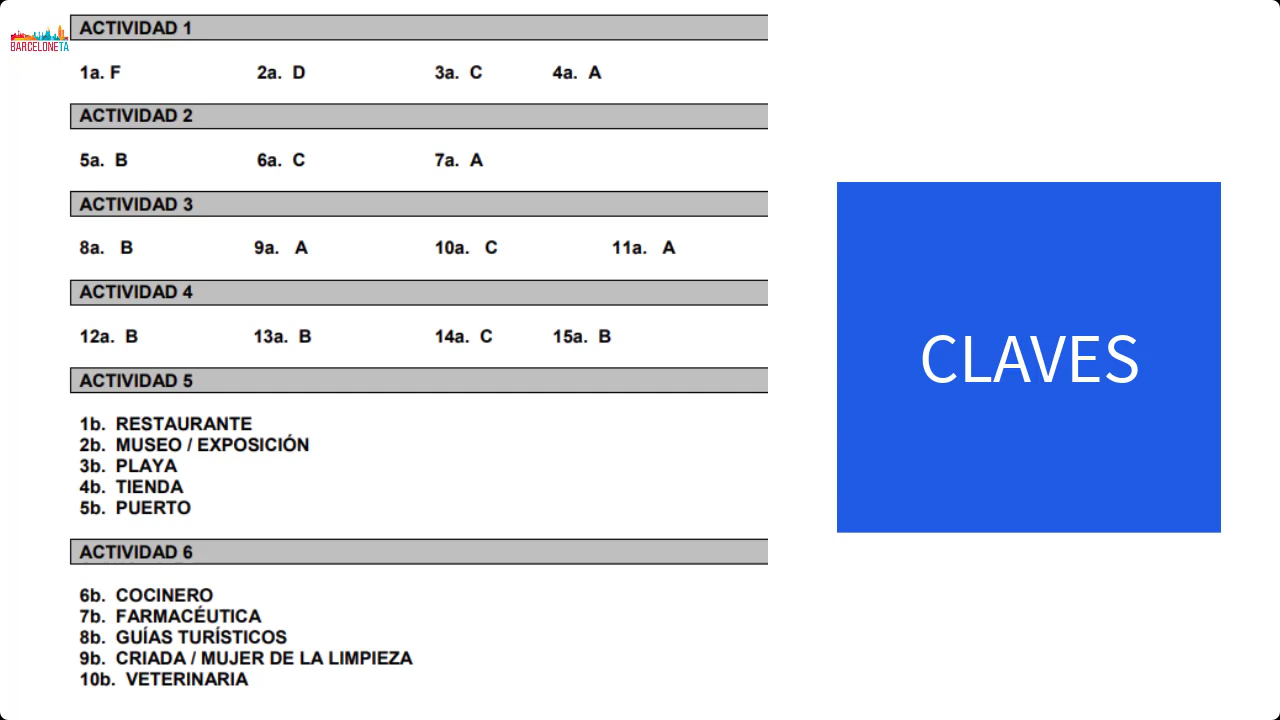 BARCELONETA
ACTIVIDAD 1
1a. F 2a. D 3a. C 4a. A
ACTIVIDAD 2
5a. B 6a. C 7a. A
ACTIVIDAD 3
8a. B 9a. A 10a. C 11a. A
ACTIVIDAD 4
12a. B 13a. B 14a. C 15a. B
ACTIVIDAD 5
1b. RESTAURANTE
2b. MUSEO / EXPOSICIÓN
3b. PLAYA
4b. TIENDA
5b. PUERTO
ACTIVIDAD 6
6b. COCINERO
7b. FARMACÉUTICA
8b. GUÍAS TURÍSTICOS
9b. CRIADA / MUJER DE LA LIMPIEZA
10b. VETERINARIA
CLAVES